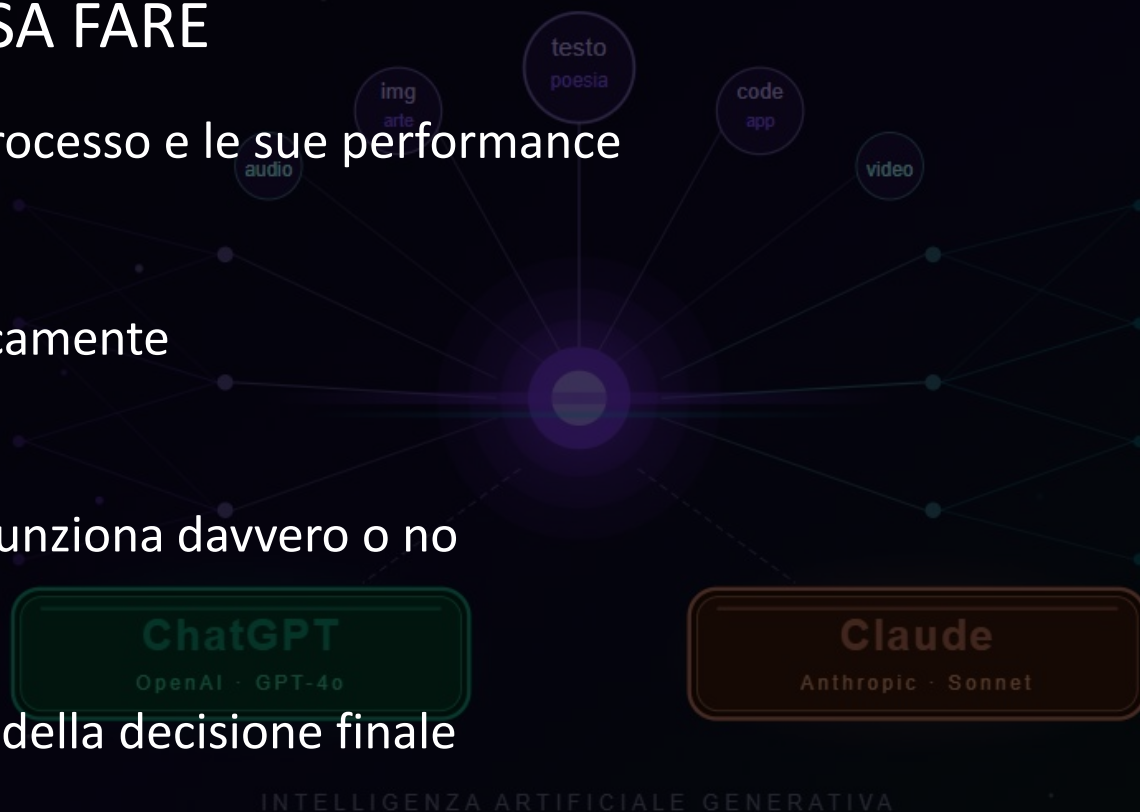 SA FARE
testo
poesia
img
arte
code
app
rocesso e le sue performance
audio
video
camente
unziona davvero o no
ChatGPT
OpenAI · GPT-4o
Claude
Anthropic · Sonnet
della decisione finale
INTELLIGENZA ARTIFICIALE GENERATIVA